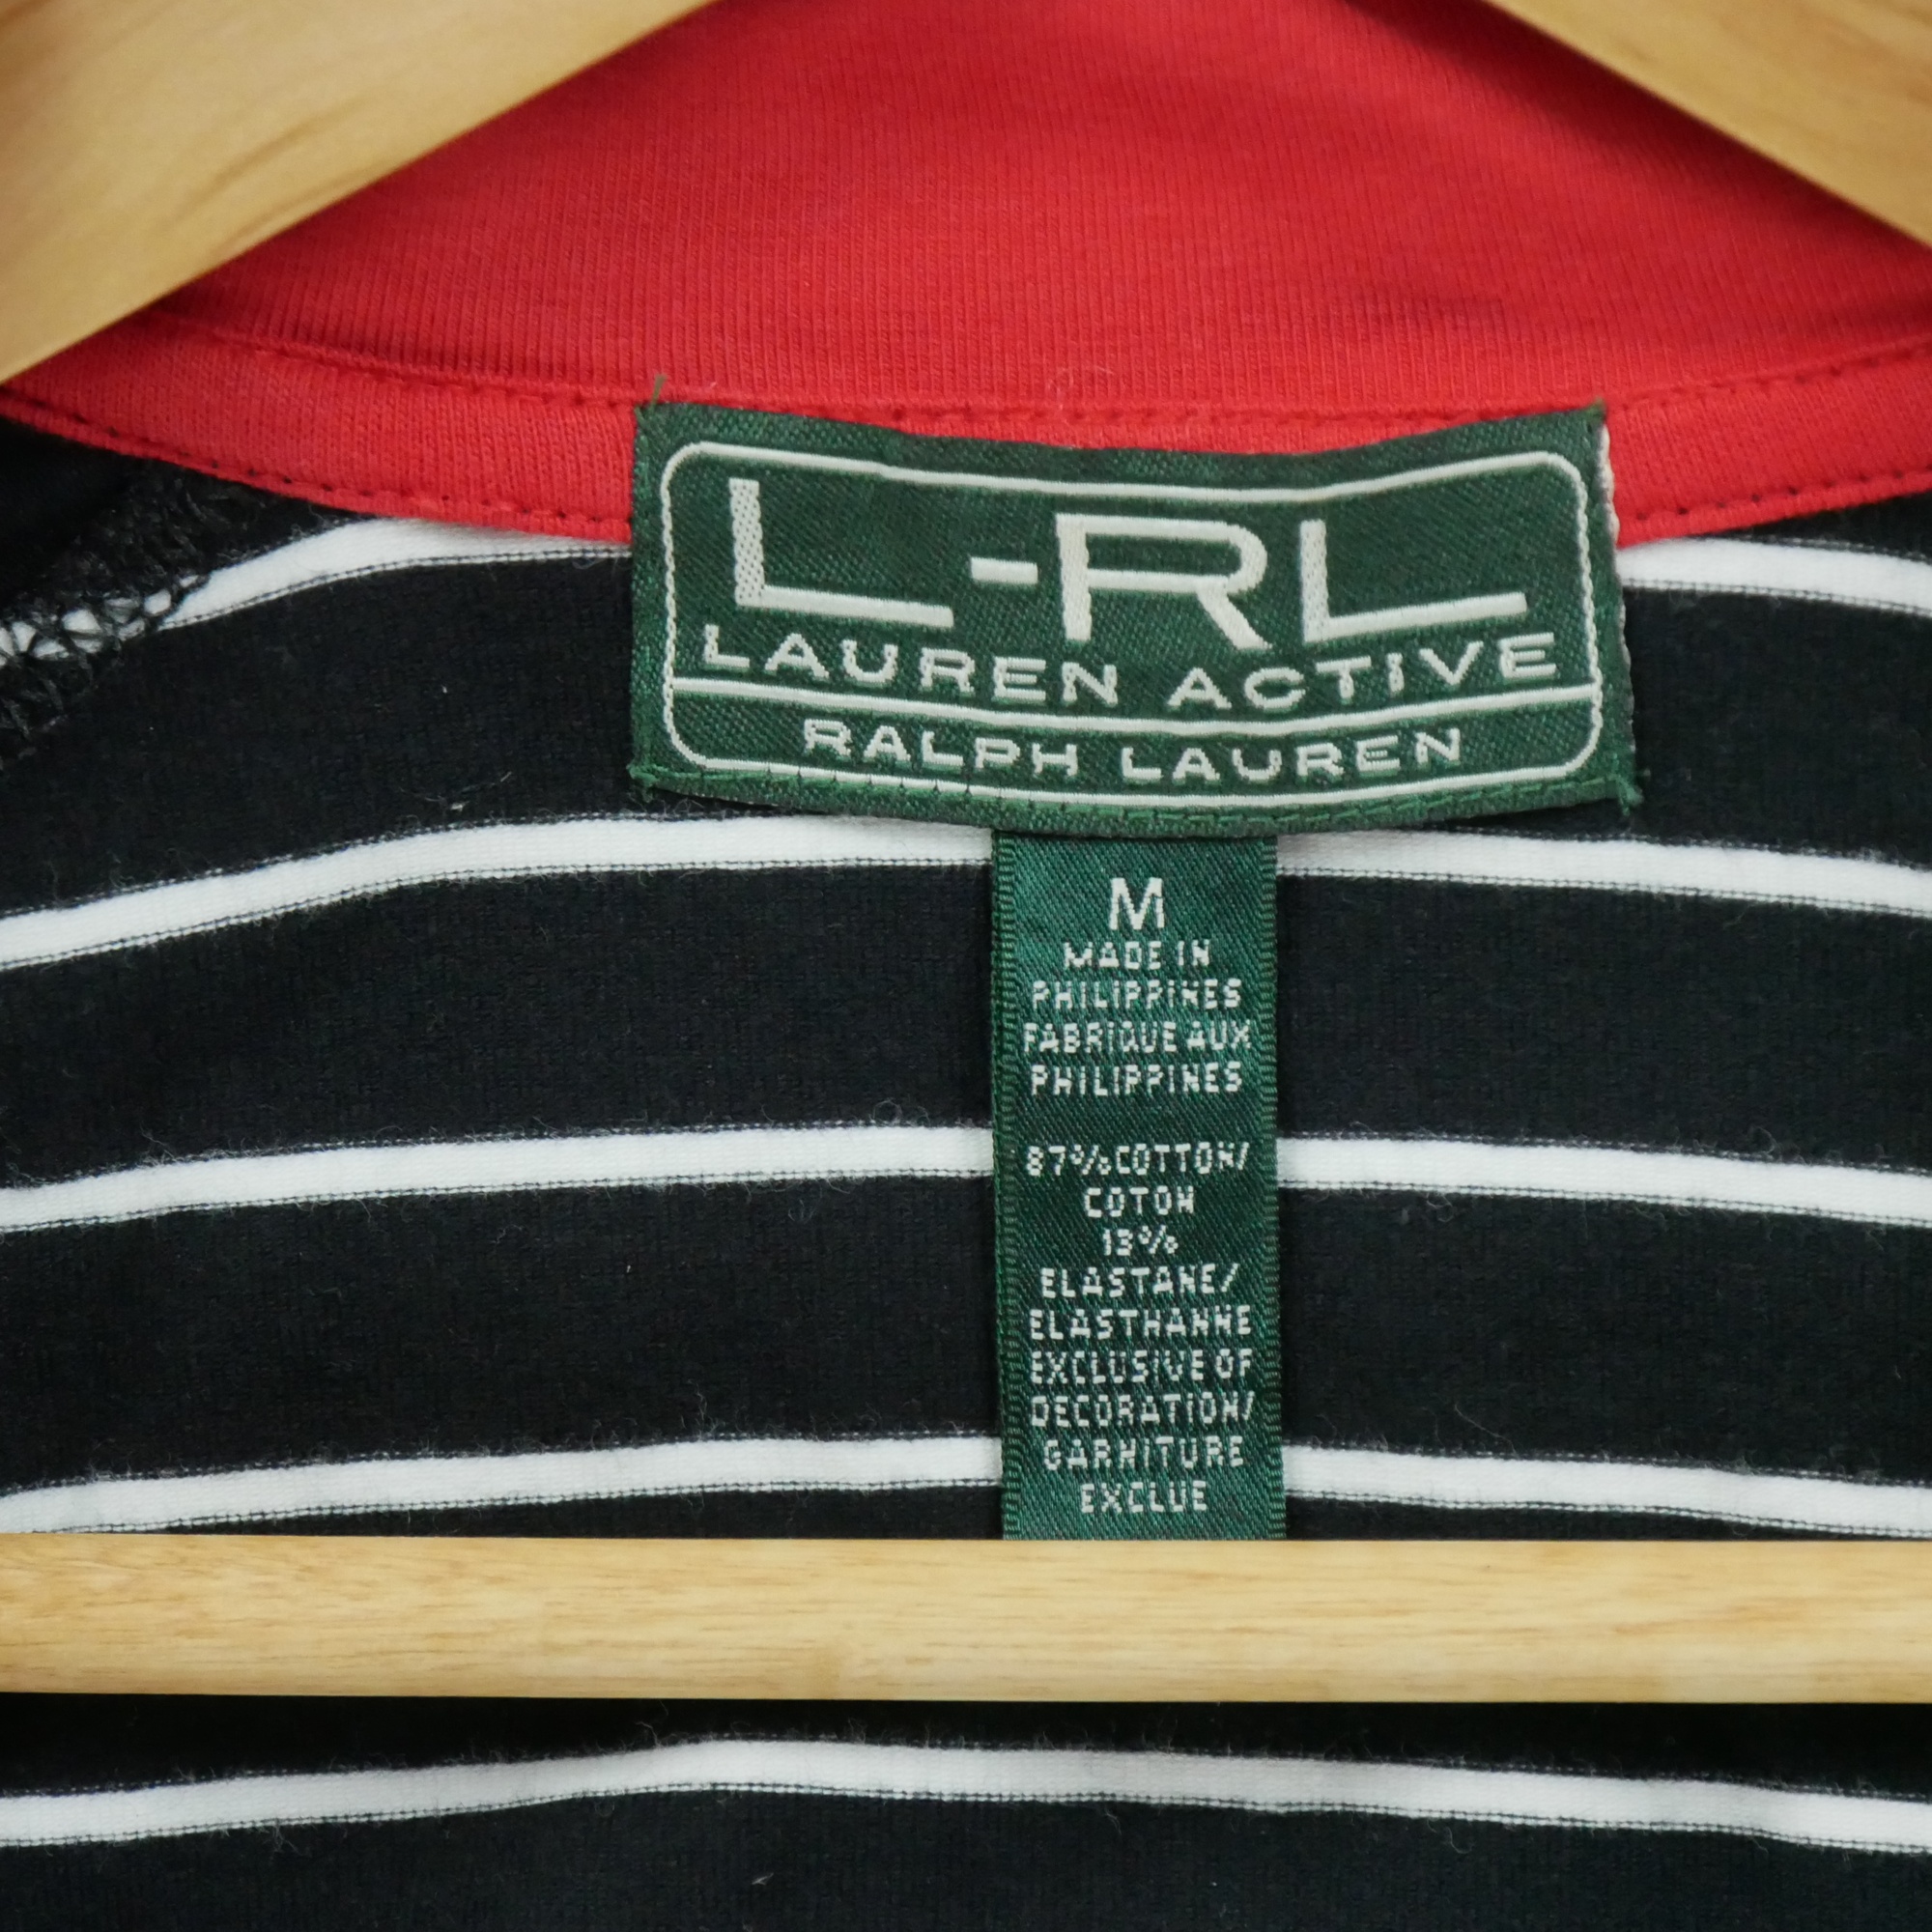 L-RL
LAUREN ACTIVE
RALPH LAUREN
M
MADE IN
PHILIPPINES
FABRIQUE AUX
PHILIPPINES
87% COTTON/
COTON
13%
ELASTANE/
ELASTHANNE
EXCLUSIVE OF
DECORATION/
GARNITURE
EXCLUE